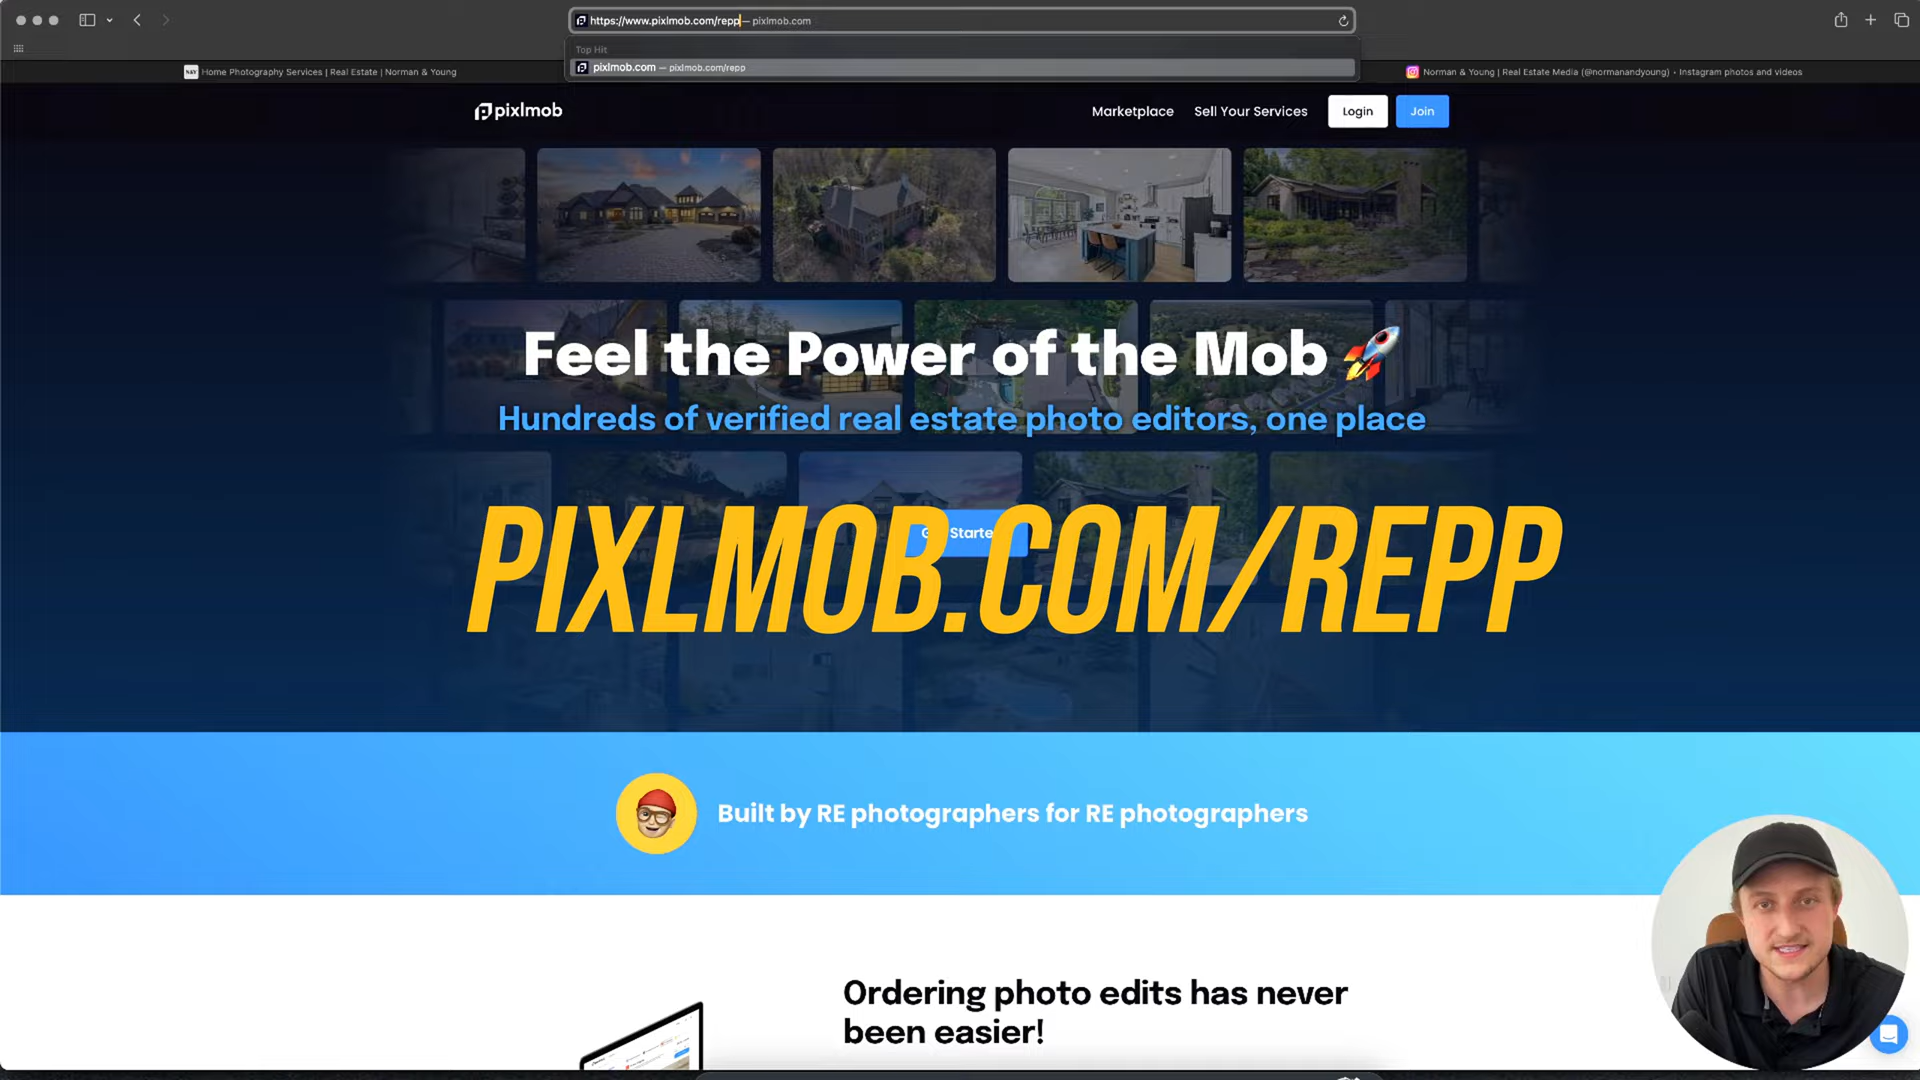 https://www.pixlmob.com/repp — pixlmob.com
Top Hit
pixlmob.com — pixlmob.com/repp
N&Y Home Photography Services | Real Estate | Norman & Young
Norman & Young | Real Estate Media (@normanandyoung) • Instagram photos and videos
pixlmob
Marketplace
Sell Your Services
Login
Join
Feel the Power of the Mob
Hundreds of verified real estate photo editors, one place
PIXLMOB.COM/REPP
Built by RE photographers for RE photographers
Ordering photo edits has never
been easier!